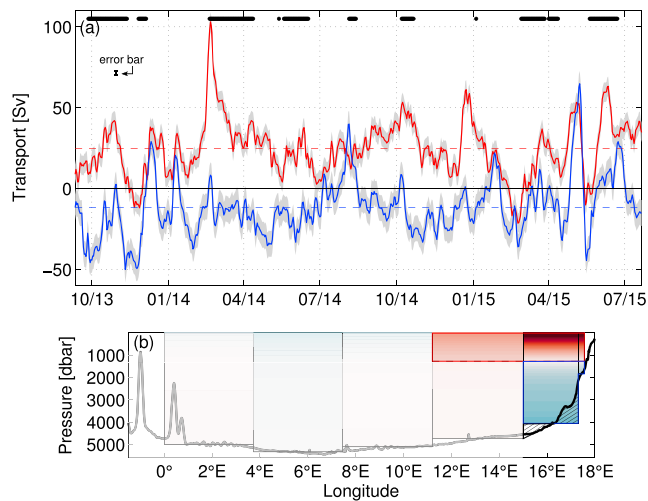 (a)
100
error bar
50
0
−50
Transport [Sv]
10/13 01/14 04/14 07/14 10/14 01/15 04/15 07/15
(b)
1000
2000
3000
4000
5000
Pressure [dbar]
0° 2°E 4°E 6°E 8°E 10°E 12°E 14°E 16°E 18°E
Longitude